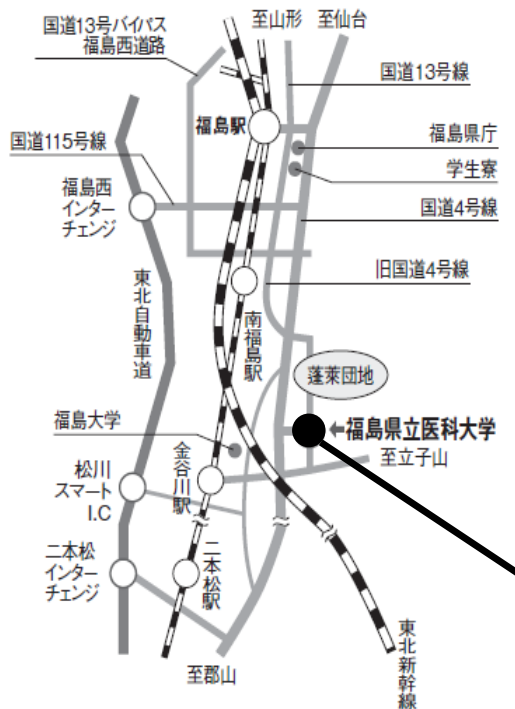 至山形
至仙台
国道13号バイパス
福島西道路
国道13号線
福島駅
福島県庁
国道115号線
学生寮
福島西
インター
チェンジ
国道4号線
旧国道4号線
東北自動車道
南福島駅
蓬莱団地
福島大学
←福島県立医科大学
金谷川駅
至立子山
松川
スマート
I.C
二本松
インター
チェンジ
二本松駅
至郡山
東北新幹線